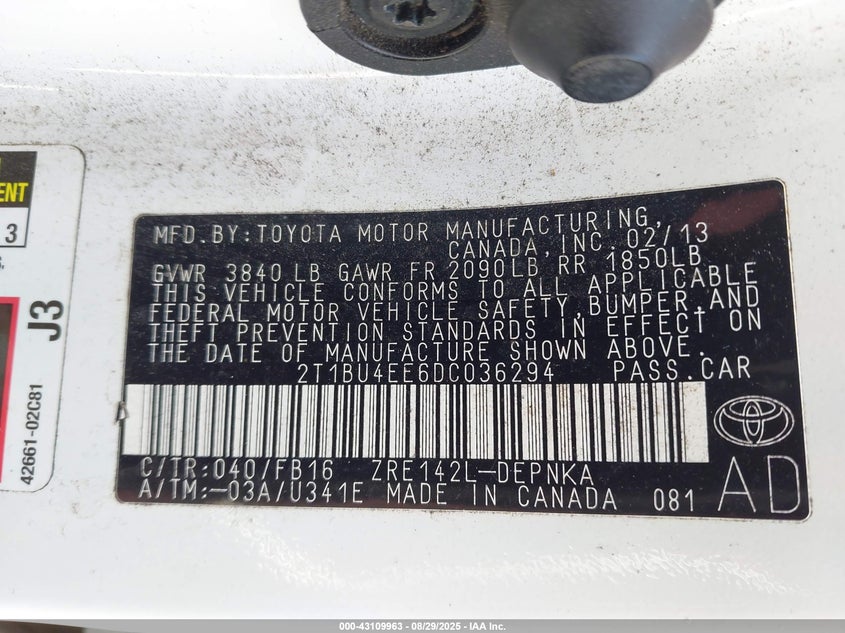 ENT
13
J3
42661-02C81
MFD.BY:TOYOTA MOTOR MANUFACTURING,
CANADA,INC. 02/13
GVWR 3840LB GAWR FR 2090LB RR 1850LB
THIS VEHICLE CONFORMS TO ALL APPLICABLE
FEDERAL MOTOR VEHICLE SAFETY,BUMPER,AND
THEFT PREVENTION STANDARDS IN EFFECT ON
THE DATE OF MANUFACTURE SHOWN ABOVE.
2T1BU4EE6DC036294 PASS.CAR
C/TR:040/FB16 ZRE142L-DEPNKA
A/TM:-03A/U341E MADE IN CANADA 081
AD
000-43109963 - 08/29/2025 - IAA Inc.